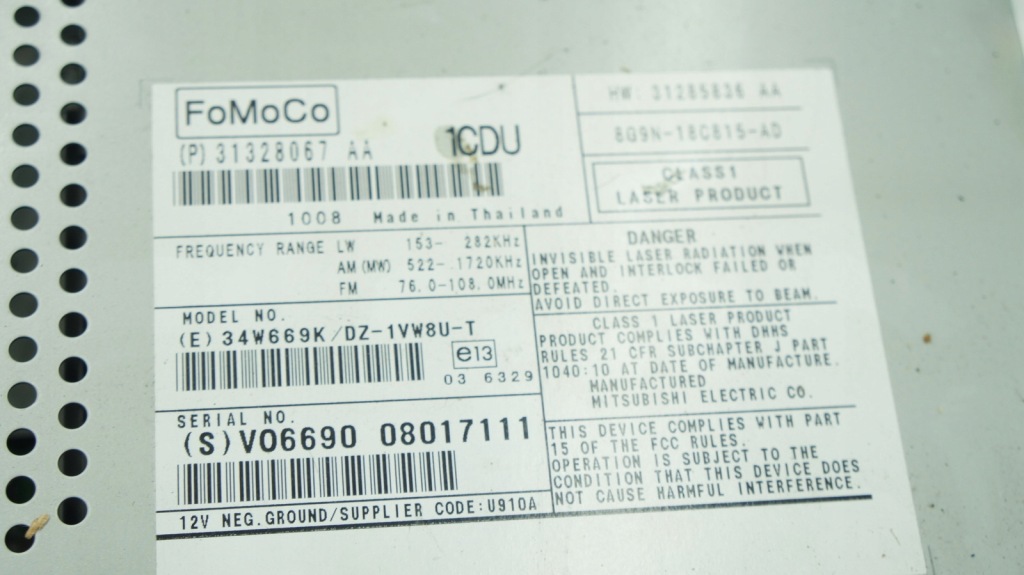 FoMoCo
(P) 31328067 AA 1CDU
1008 Made in Thailand
HW: 31285836 AA
8G9N-18C815-AD
CLASS1
LASER PRODUCT
FREQUENCY RANGE LW 153- 282KHz
AM (MW) 522- 1720KHz
FM 76.0-108.0MHz
DANGER
INVISIBLE LASER RADIATION WHEN
OPEN AND INTERLOCK FAILED OR
DEFEATED.
AVOID DIRECT EXPOSURE TO BEAM.
MODEL NO.
(E) 34W669K/DZ-1VW8U-T
e13
03 6329
CLASS 1 LASER PRODUCT
PRODUCT COMPLIES WITH DHHS
RULES 21 CFR SUBCHAPTER J PART
1040:10 AT DATE OF MANUFACTURE.
MANUFACTURED
MITSUBISHI ELECTRIC CO.
SERIAL NO.
(S) VO6690 08017111
THIS DEVICE COMPLIES WITH PART
15 OF THE FCC RULES.
OPERATION IS SUBJECT TO THE
CONDITION THAT THIS DEVICE DOES
NOT CAUSE HARMFUL INTERFERENCE.
12V NEG.GROUND/SUPPLIER CODE:U910A